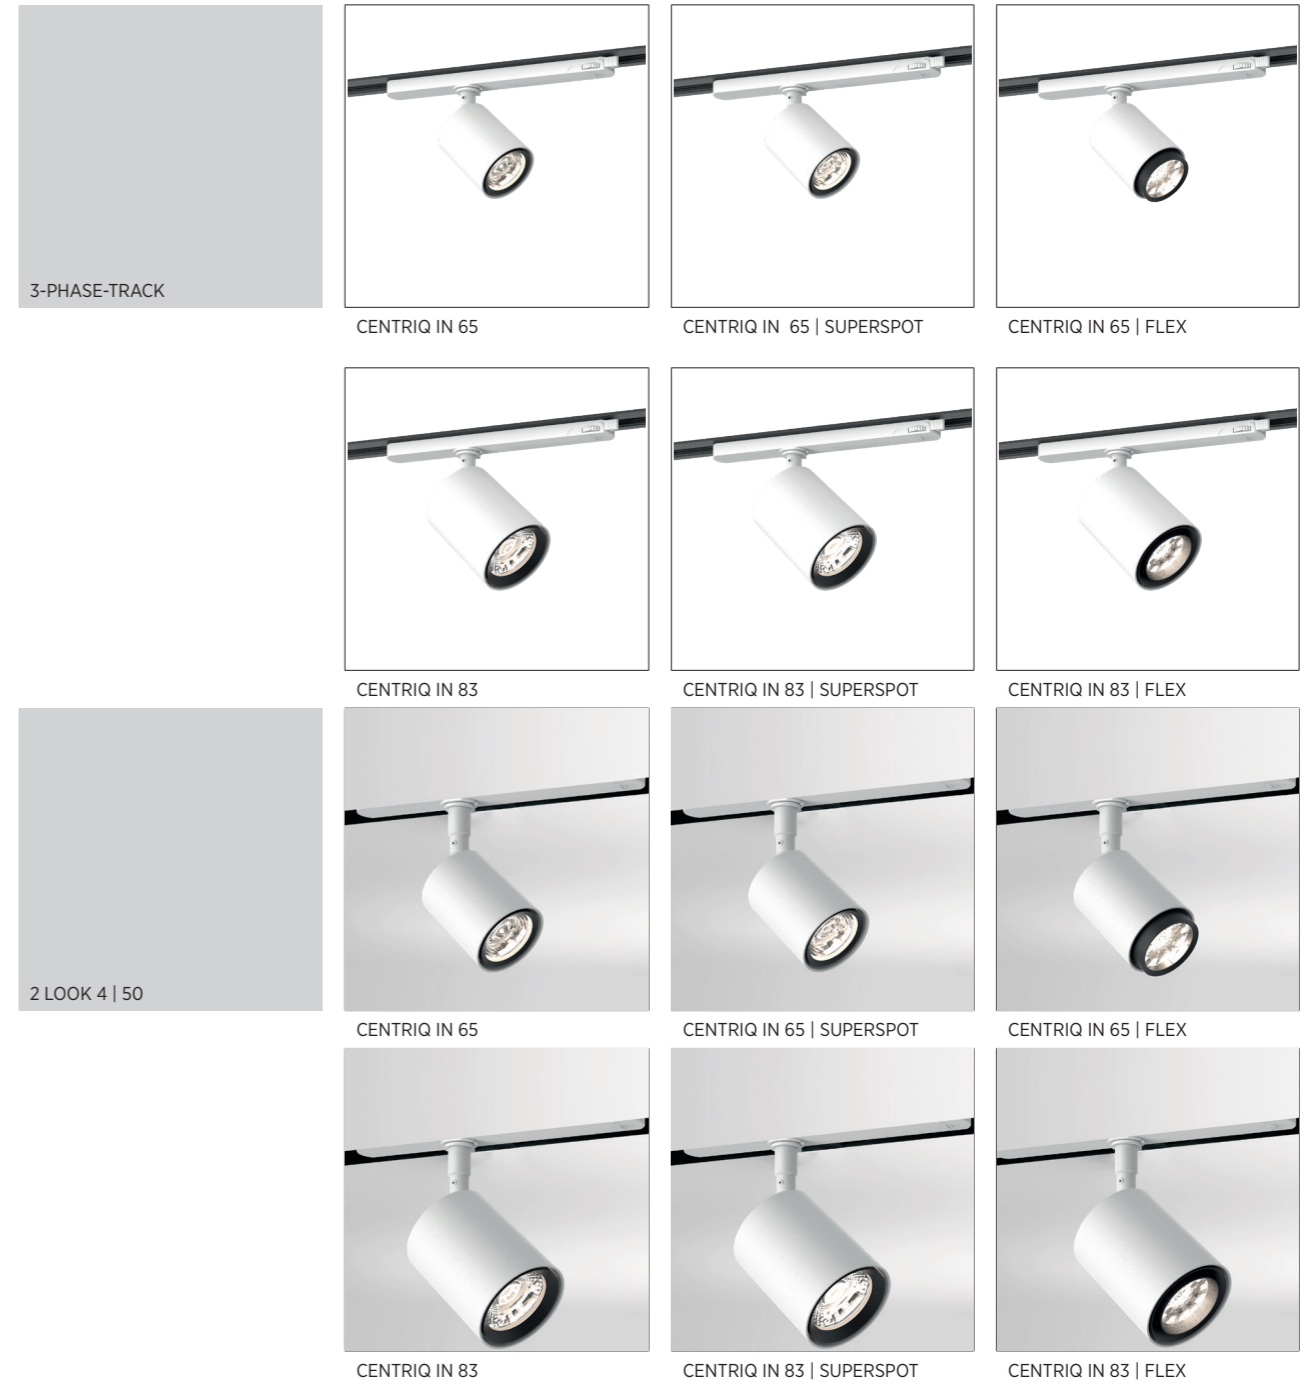 3-PHASE-TRACK
CENTRIQ IN 65
CENTRIQ IN  65 | SUPERSPOT
CENTRIQ IN 65 | FLEX
CENTRIQ IN 83
CENTRIQ IN 83 | SUPERSPOT
CENTRIQ IN 83 | FLEX
2 LOOK 4 | 50
CENTRIQ IN 65
CENTRIQ IN 65 | SUPERSPOT
CENTRIQ IN 65 | FLEX
CENTRIQ IN 83
CENTRIQ IN 83 | SUPERSPOT
CENTRIQ IN 83 | FLEX